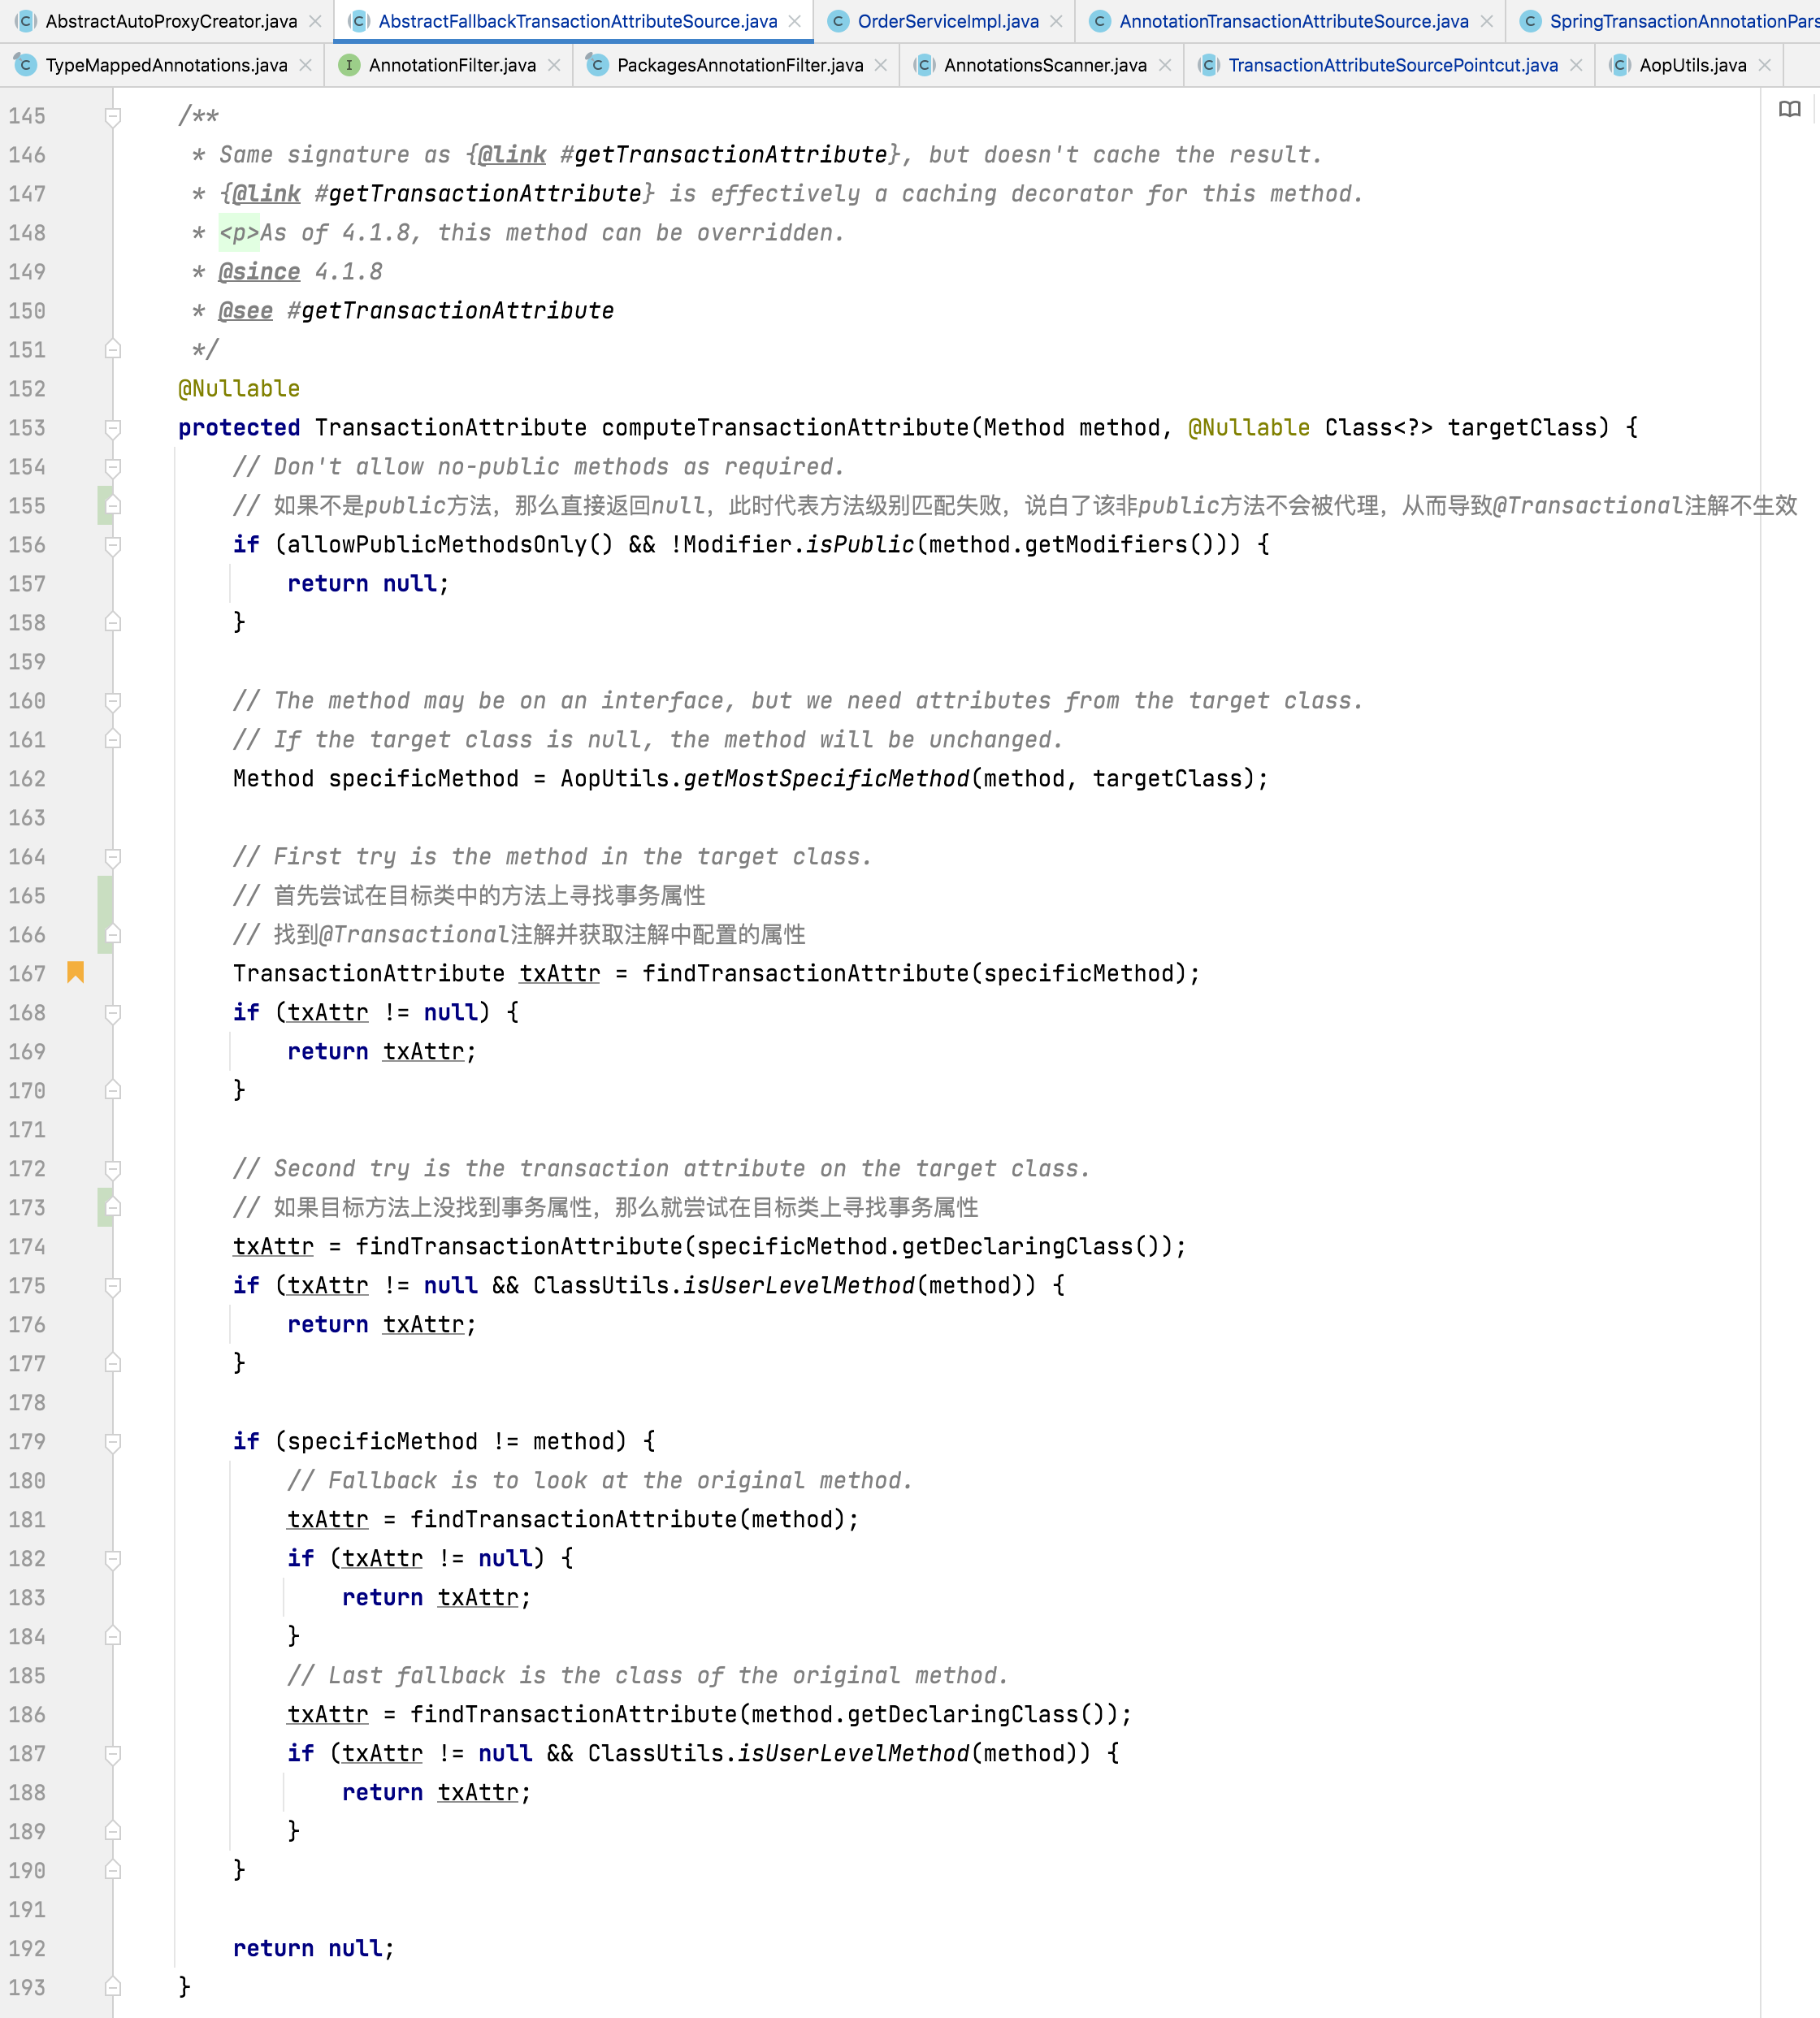 AbstractAutoProxyCreator.java AbstractFallbackTransactionAttributeSource.java OrderServiceImpl.java AnnotationTransactionAttributeSource.java SpringTransactionAnnotationPars
TypeMappedAnnotations.java AnnotationFilter.java PackagesAnnotationFilter.java AnnotationsScanner.java TransactionAttributeSourcePointcut.java AopUtils.java
145 /**
146 * Same signature as {@link #getTransactionAttribute}, but doesn't cache the result.
147 * {@link #getTransactionAttribute} is effectively a caching decorator for this method.
148 * <p>As of 4.1.8, this method can be overridden.
149 * @since 4.1.8
150 * @see #getTransactionAttribute
151 */
152 @Nullable
153 protected TransactionAttribute computeTransactionAttribute(Method method, @Nullable Class<?> targetClass) {
154 // Don't allow no-public methods as required.
155 // 如果不是public方法，那么直接返回null，此时代表方法级别匹配失败，说白了该非public方法不会被代理，从而导致@Transactional注解不生效
156 if (allowPublicMethodsOnly() && !Modifier.isPublic(method.getModifiers())) {
157 return null;
158 }
159
160 // The method may be on an interface, but we need attributes from the target class.
161 // If the target class is null, the method will be unchanged.
162 Method specificMethod = AopUtils.getMostSpecificMethod(method, targetClass);
163
164 // First try is the method in the target class.
165 // 首先尝试在目标类中的方法上寻找事务属性
166 // 找到@Transactional注解并获取注解中配置的属性
167 TransactionAttribute txAttr = findTransactionAttribute(specificMethod);
168 if (txAttr != null) {
169 return txAttr;
170 }
171
172 // Second try is the transaction attribute on the target class.
173 // 如果目标方法上没找到事务属性，那么就尝试在目标类上寻找事务属性
174 txAttr = findTransactionAttribute(specificMethod.getDeclaringClass());
175 if (txAttr != null && ClassUtils.isUserLevelMethod(method)) {
176 return txAttr;
177 }
178
179 if (specificMethod != method) {
180 // Fallback is to look at the original method.
181 txAttr = findTransactionAttribute(method);
182 if (txAttr != null) {
183 return txAttr;
184 }
185 // Last fallback is the class of the original method.
186 txAttr = findTransactionAttribute(method.getDeclaringClass());
187 if (txAttr != null && ClassUtils.isUserLevelMethod(method)) {
188 return txAttr;
189 }
190 }
191
192 return null;
193 }